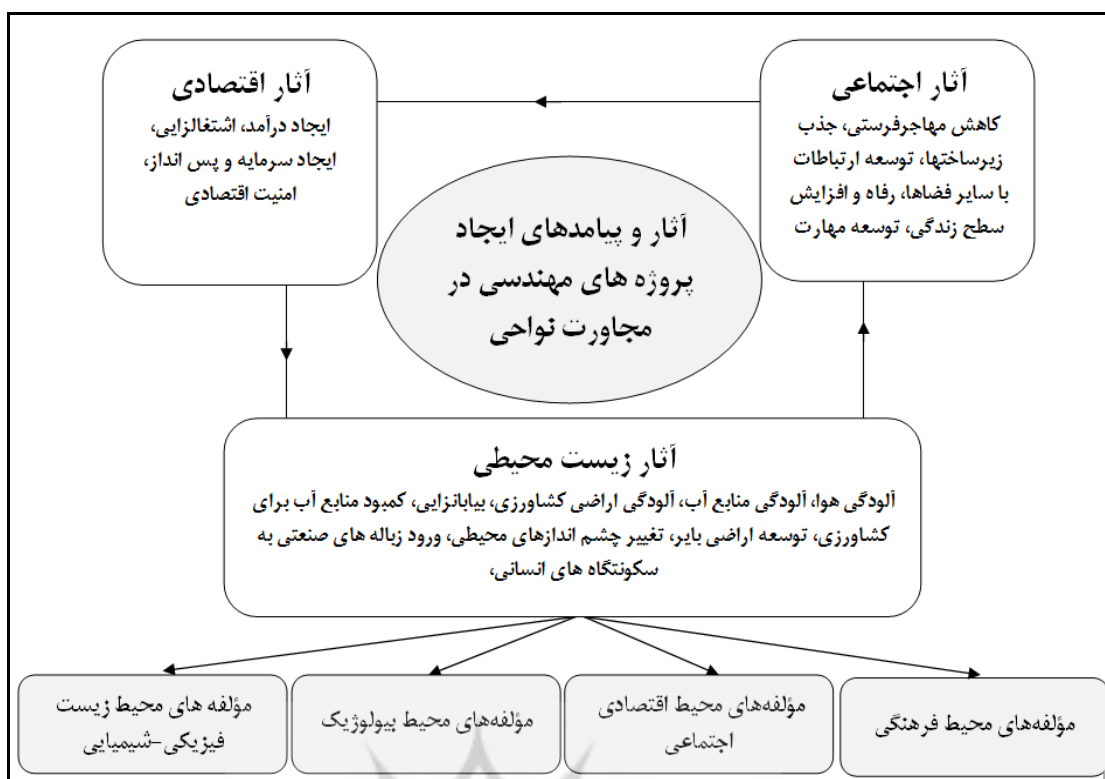 آثار اجتماعی
کاهش مهاجرفرستی، جذب
زیرساختها، توسعه ارتباطات
با سایر فضاها، رفاه و افزایش
سطح زندگی، توسعه مهارت
آثار اقتصادی
ایجاد درآمد، اشتغالزایی،
ایجاد سرمایه و پس انداز،
امنیت اقتصادی
آثار و پیامدهای ایجاد
پروژه های مهندسی در
مجاورت نواحی
آثار زیست محیطی
آلودگی هوا، آلودگی منابع آب، آلودگی اراضی کشاورزی، بیابانزایی، کمبود منابع آب برای
کشاورزی، توسعه اراضی بایر، تغییر چشم اندازهای محیطی، ورود زباله های صنعتی به
سکونتگاه های انسانی،
مؤلفه‌های محیط فرهنگی
مؤلفه‌های محیط اقتصادی
اجتماعی
مؤلفه‌های محیط بیولوژیک
مؤلفه های محیط زیست
فیزیکی-شیمیایی